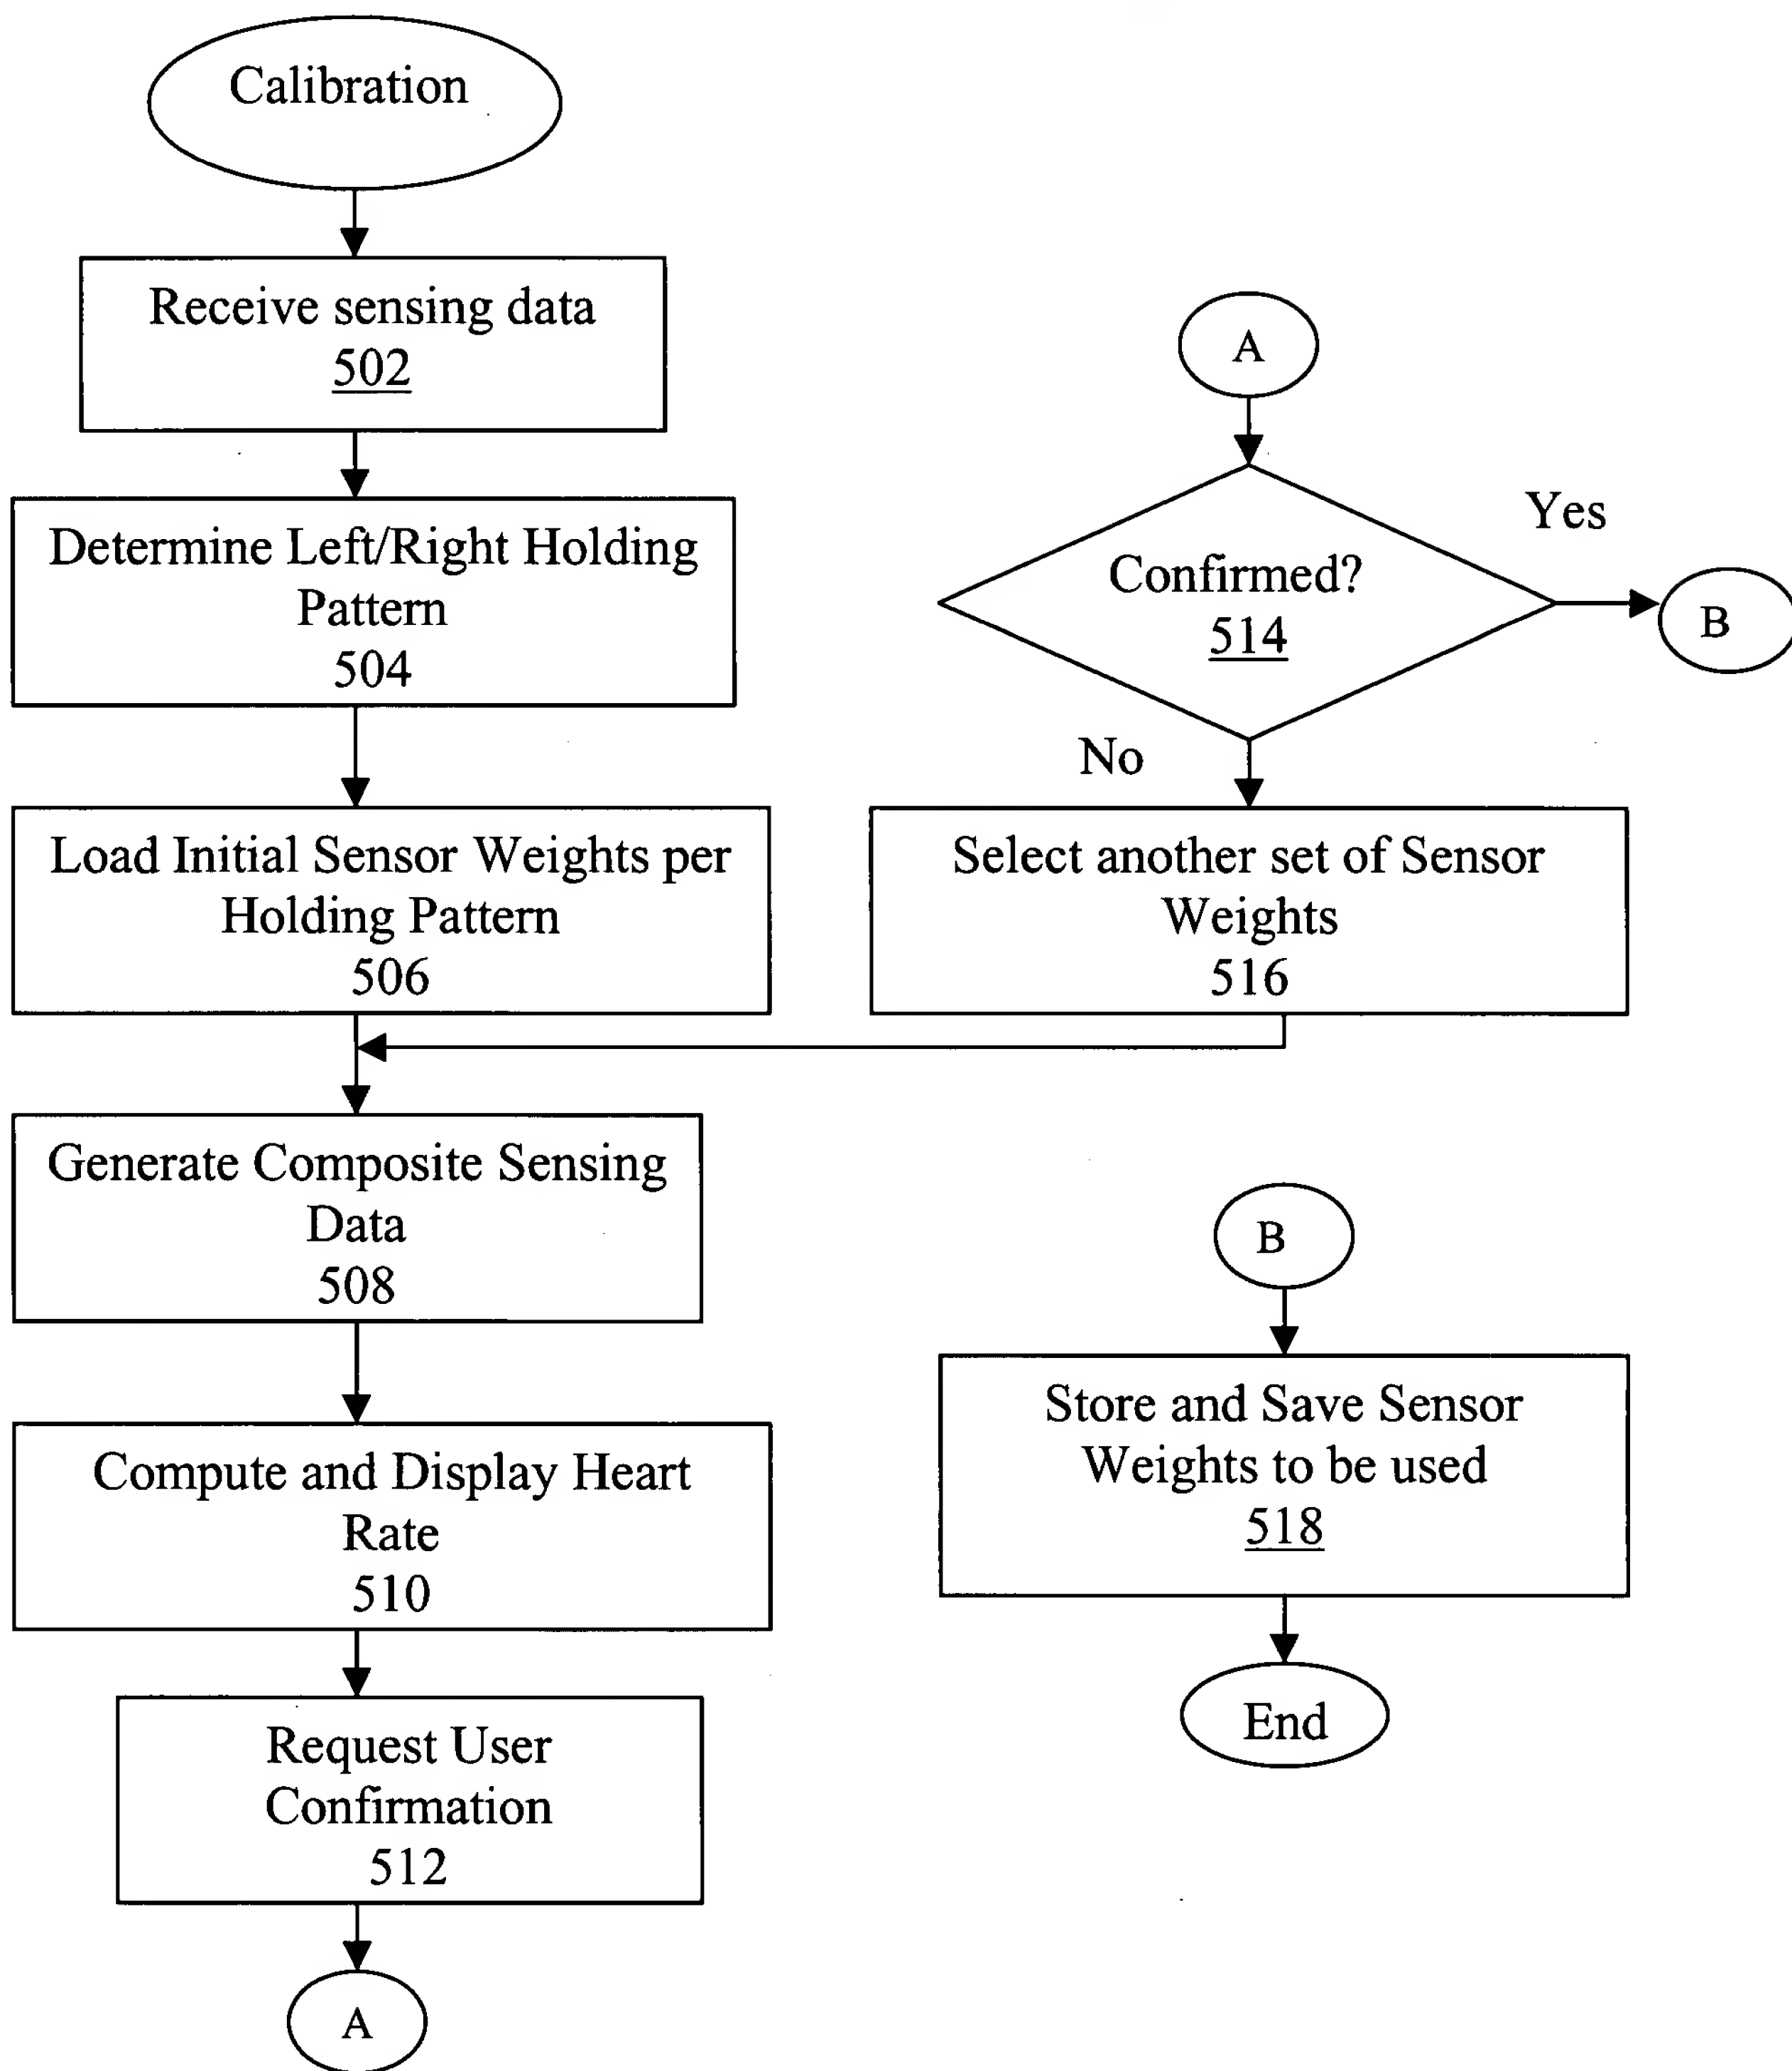 Calibration
Receive sensing data
502
Determine Left/Right Holding
Pattern
504
Load Initial Sensor Weights per
Holding Pattern
506
Generate Composite Sensing
Data
508
Compute and Display Heart
Rate
510
Request User
Confirmation
512
A
A
Confirmed?
514
Yes
B
No
Select another set of Sensor
Weights
516
B
Store and Save Sensor
Weights to be used
518
End